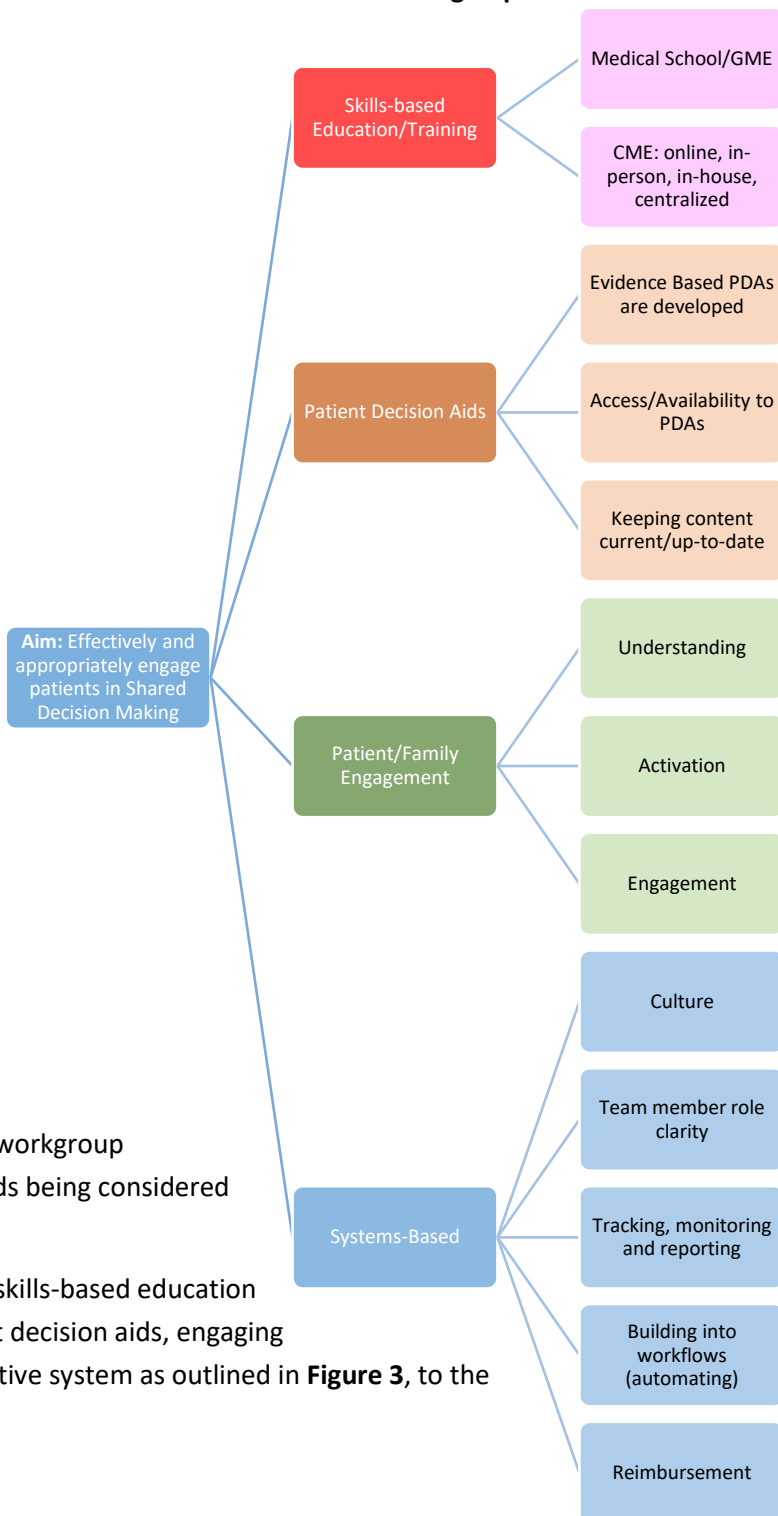 Medical School/GME
Skills-based
Education/Training
CME: online, in-
person, in-house,
centralized
Evidence Based PDAs
are developed
Patient Decision Aids
Access/Availability to
PDAs
Keeping content
current/up-to-date
Aim: Effectively and
appropriately engage
patients in Shared
Decision Making
Understanding
Patient/Family
Engagement
Activation
Engagement
Culture
Team member role
clarity
Systems-Based
Tracking, monitoring
and reporting
Building into
workflows
(automating)
Reimbursement
workgroup
being considered
skills-based education
decision aids, engaging
system as outlined in Figure 3, to the